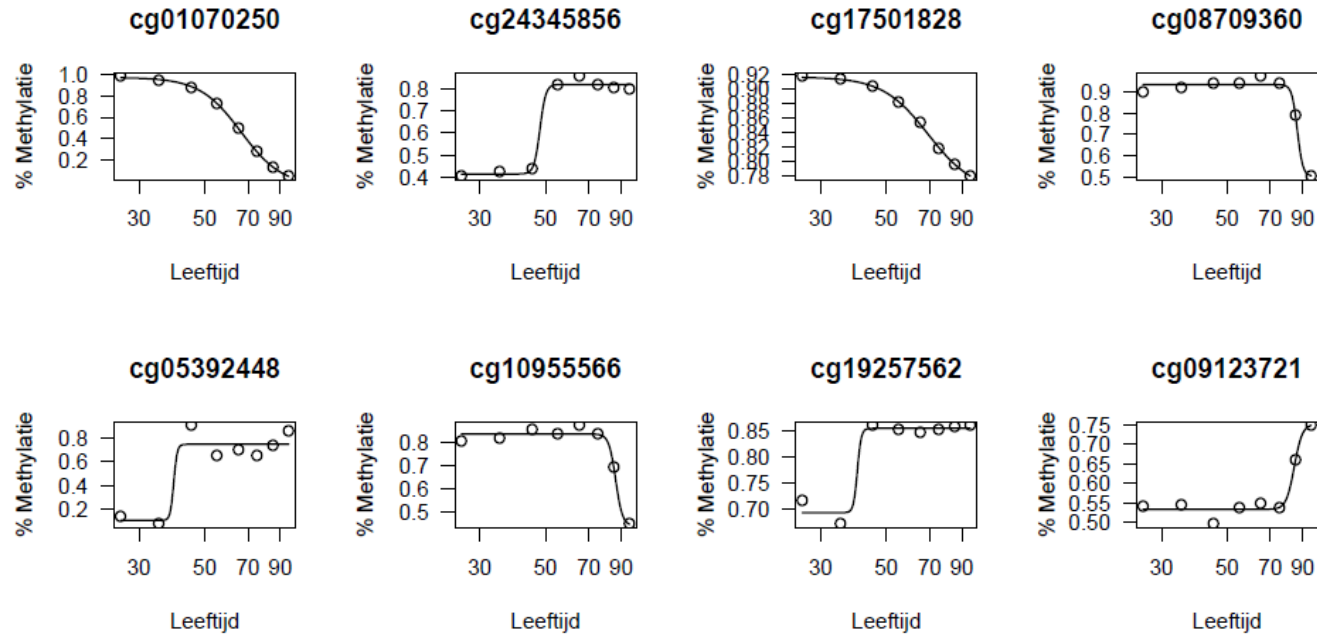 cg01070250 cg24345856 cg17501828 cg08709360
% Methylatie
1.0
0.8
0.6
0.4
0.2
30 50 70 90
Leeftijd
% Methylatie
0.8
0.7
0.6
0.5
0.4
30 50 70 90
Leeftijd
% Methylatie
0.92
0.90
0.88
0.86
0.84
0.82
0.80
0.78
30 50 70 90
Leeftijd
% Methylatie
0.9
0.8
0.7
0.6
0.5
30 50 70 90
Leeftijd
cg05392448 cg10955566 cg19257562 cg09123721
% Methylatie
0.8
0.6
0.4
0.2
30 50 70 90
Leeftijd
% Methylatie
0.8
0.7
0.6
0.5
30 50 70 90
Leeftijd
% Methylatie
0.85
0.80
0.75
0.70
30 50 70 90
Leeftijd
% Methylatie
0.75
0.70
0.65
0.60
0.55
0.50
30 50 70 90
Leeftijd